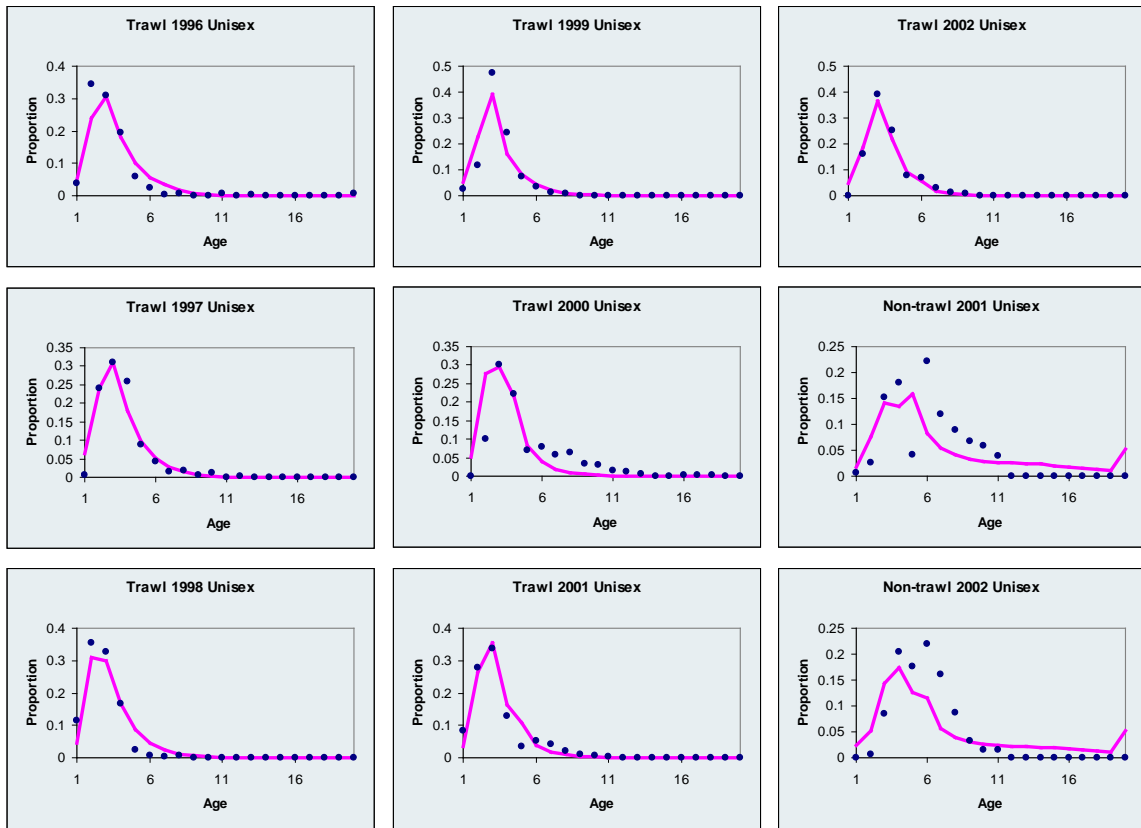 Trawl 1996 Unisex
0.4
0.3
0.2
0.1
0
1 6 11 16
Proportion
Age
Trawl 1999 Unisex
0.5
0.4
0.3
0.2
0.1
0
1 6 11 16
Proportion
Age
Trawl 2002 Unisex
0.5
0.4
0.3
0.2
0.1
0
1 6 11 16
Proportion
Age
Trawl 1997 Unisex
0.35
0.3
0.25
0.2
0.15
0.1
0.05
0
1 6 11 16
Proportion
Age
Trawl 2000 Unisex
0.35
0.3
0.25
0.2
0.15
0.1
0.05
0
1 6 11 16
Proportion
Age
Non-trawl 2001 Unisex
0.25
0.2
0.15
0.1
0.05
0
1 6 11 16
Proportion
Age
Trawl 1998 Unisex
0.4
0.3
0.2
0.1
0
1 6 11 16
Proportion
Age
Trawl 2001 Unisex
0.4
0.3
0.2
0.1
0
1 6 11 16
Proportion
Age
Non-trawl 2002 Unisex
0.25
0.2
0.15
0.1
0.05
0
1 6 11 16
Proportion
Age